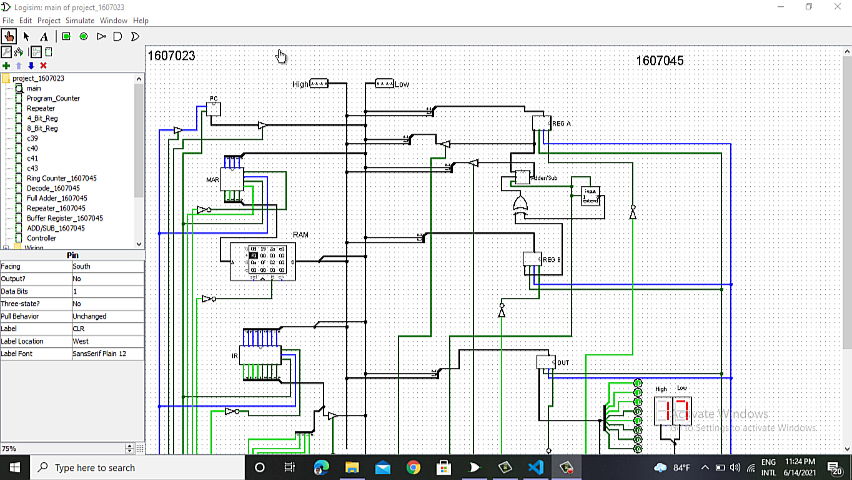 Logisim: main of project_1607023
File Edit Project Simulate Window Help
project_1607023
main
Program_Counter
Repeater
4_Bit_Reg
8_Bit_Reg
c39
c40
c41
c43
Ring Counter_1607045
Decode_1607045
Full Adder_1607045
Repeater_1607045
Buffer Register_1607045
ADD/SUB_1607045
Controller
Wiring
Pin
Facing South
Output? No
Data Bits 1
Three-state? No
Pull Behavior Unchanged
Label CLR
Label Location West
Label Font SansSerif Plain 12
75%
1607023
1607045
High
Low
PC
REG A
MAR
Adder/Sub
RAM
A
REG B
IR
OUT
High Low
17
Activate Windows
Go to Settings to activate Windows.
Type here to search
84°F
ENG
INTL
11:24 PM
6/14/2021
20